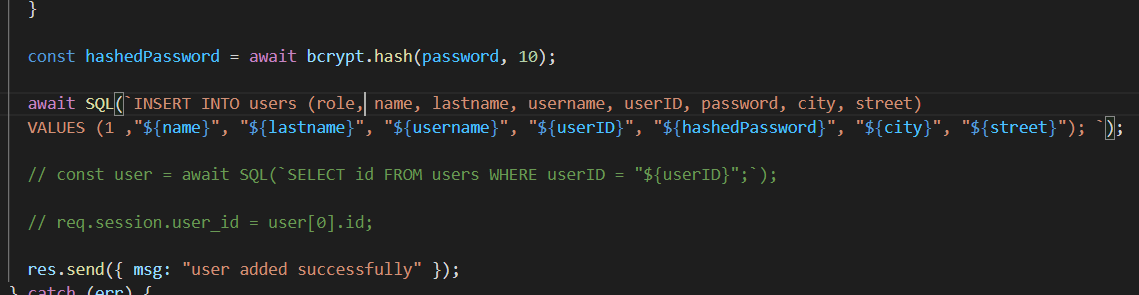 }
const hashedPassword = await bcrypt.hash(password, 10);
await SQL(`INSERT INTO users (role, name, lastname, username, userID, password, city, street)
VALUES (1 ,"${name}", "${lastname}", "${username}", "${userID}", "${hashedPassword}", "${city}", "${street}"); `);
// const user = await SQL(`SELECT id FROM users WHERE userID = "${userID}";`);
// req.session.user_id = user[0].id;
res.send({ msg: "user added successfully" });
} catch (err) {